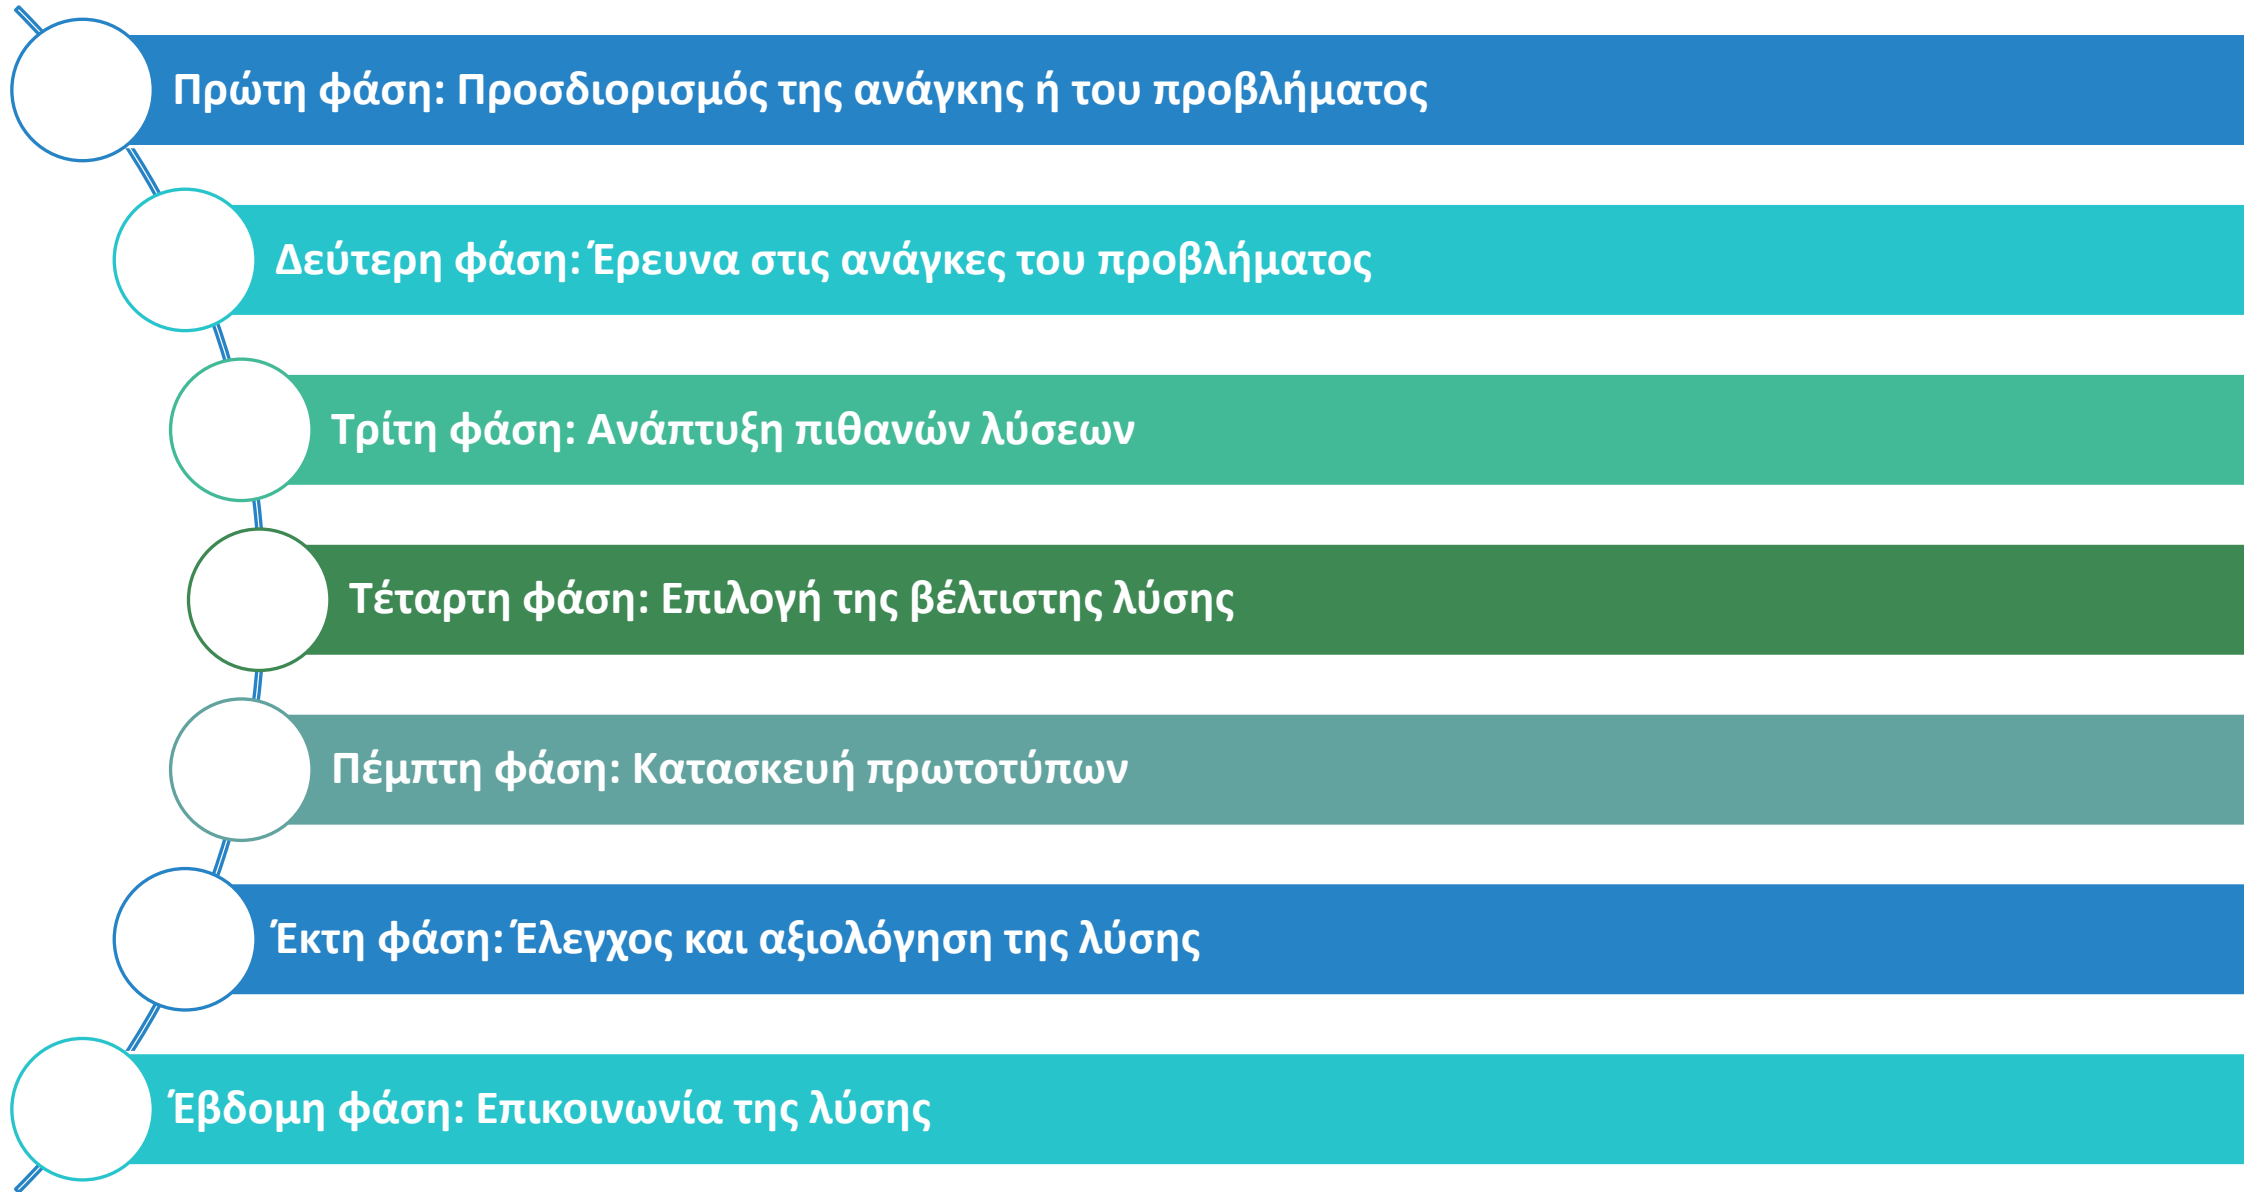 Πρώτη φάση: Προσδιορισμός της ανάγκης ή του προβλήματος
Δεύτερη φάση: Έρευνα στις ανάγκες του προβλήματος
Τρίτη φάση: Ανάπτυξη πιθανών λύσεων
Τέταρτη φάση: Επιλογή της βέλτιστης λύσης
Πέμπτη φάση: Κατασκευή πρωτοτύπων
Έκτη φάση: Έλεγχος και αξιολόγηση της λύσης
Έβδομη φάση: Επικοινωνία της λύσης